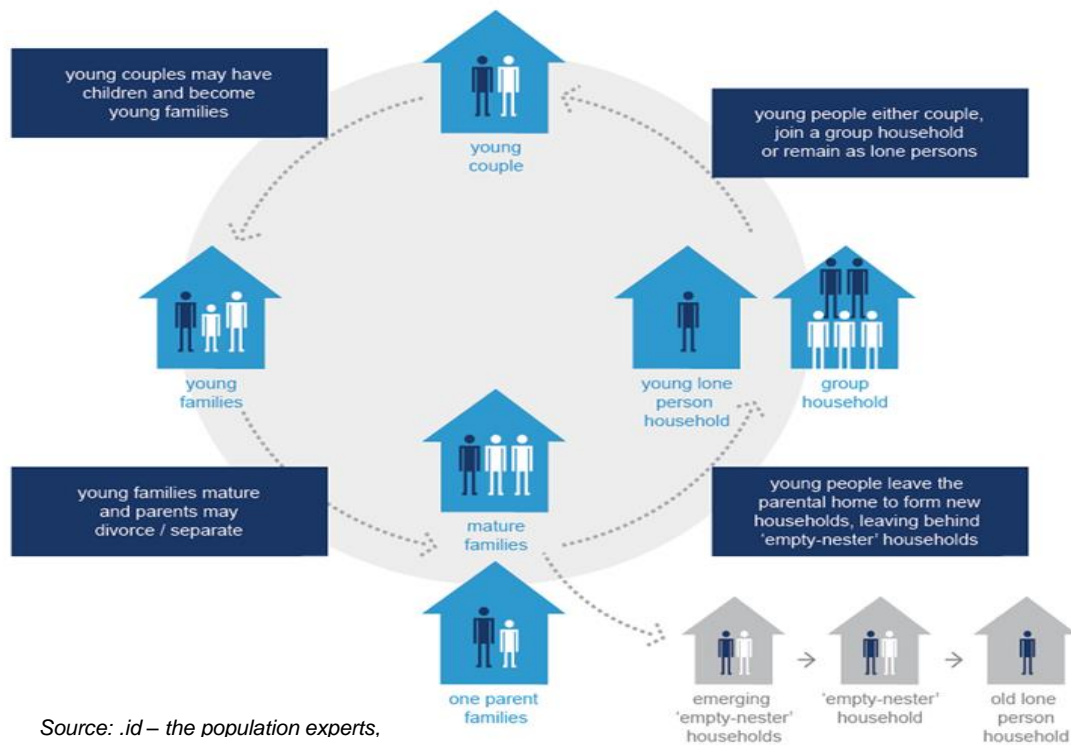 young couples may have
children and become
young families
young
couple
young people either couple,
join a group household
or remain as lone persons
young
families
young lone
person
household
group
household
young families mature
and parents may
divorce / separate
mature
families
young people leave the
parental home to form new
households, leaving behind
'empty-nester' households
one parent
families
emerging
'empty-nester'
households
'empty-nester'
household
old lone
person
household
Source: .id – the population experts,